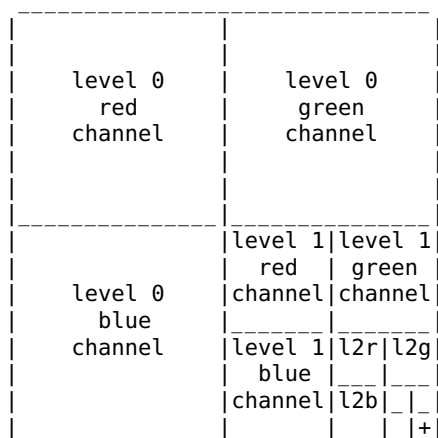 level 0 level 0
red green
channel channel
level 1 level 1
red green
level 0 channel channel
blue
channel level 1 l2r l2g
blue
channel l2b
+